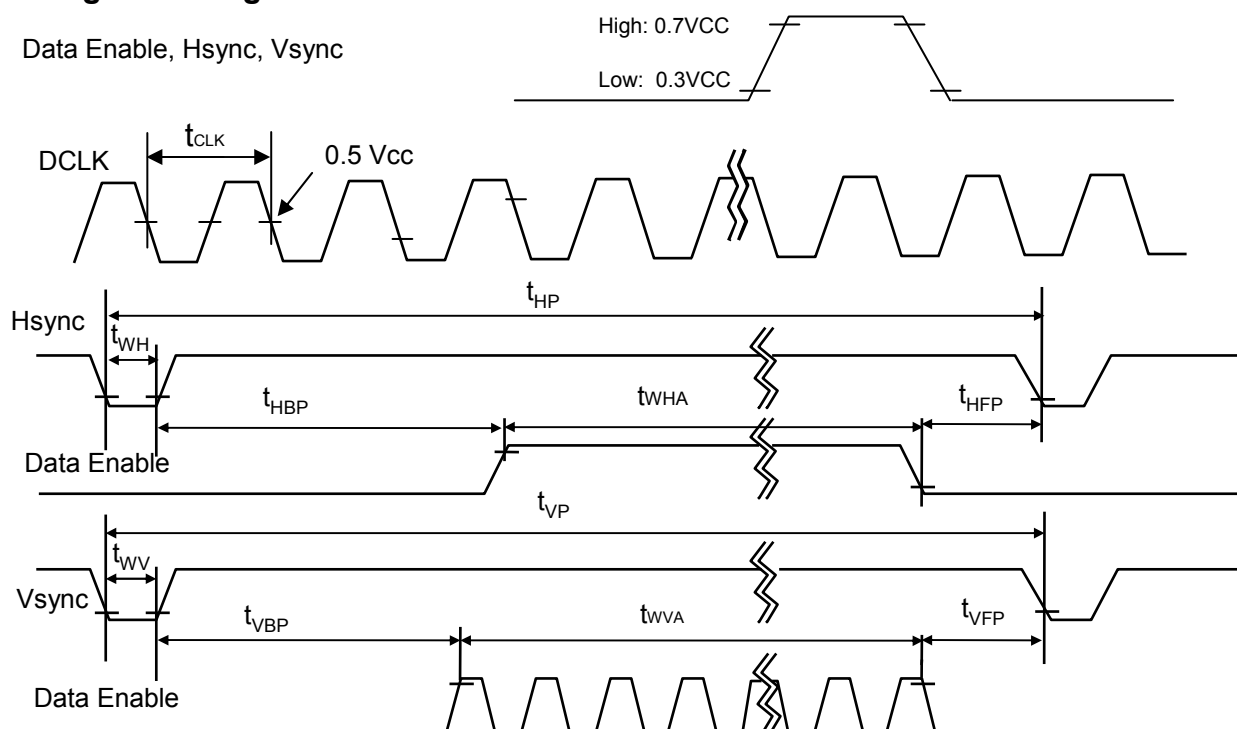 Data Enable, Hsync, Vsync
High: 0.7VCC
Low: 0.3VCC
tCLK
DCLK
0.5 Vcc
tHP
Hsync
tWH
tHBP
tWHA
tHFP
Data Enable
tVP
tWV
Vsync
tVBP
tWVA
tVFP
Data Enable